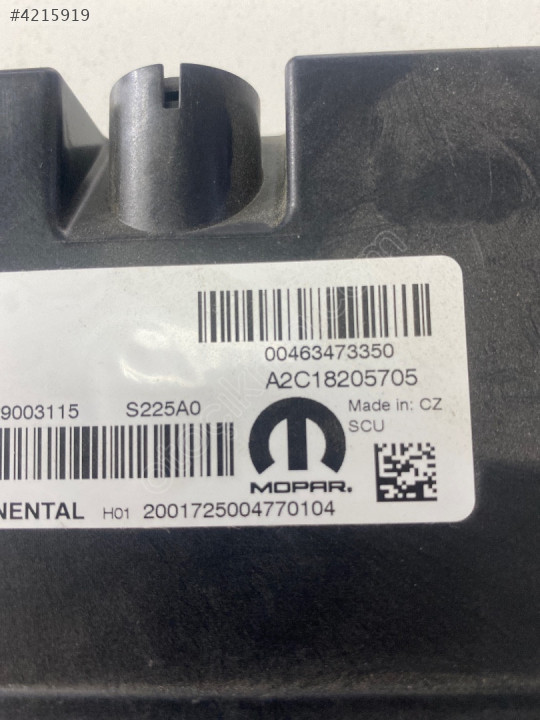 #4215919
00463473350
A2C18205705
9003115 S225A0
Made in: CZ
SCU
MOPAR.
NENTAL H01 2001725004770104